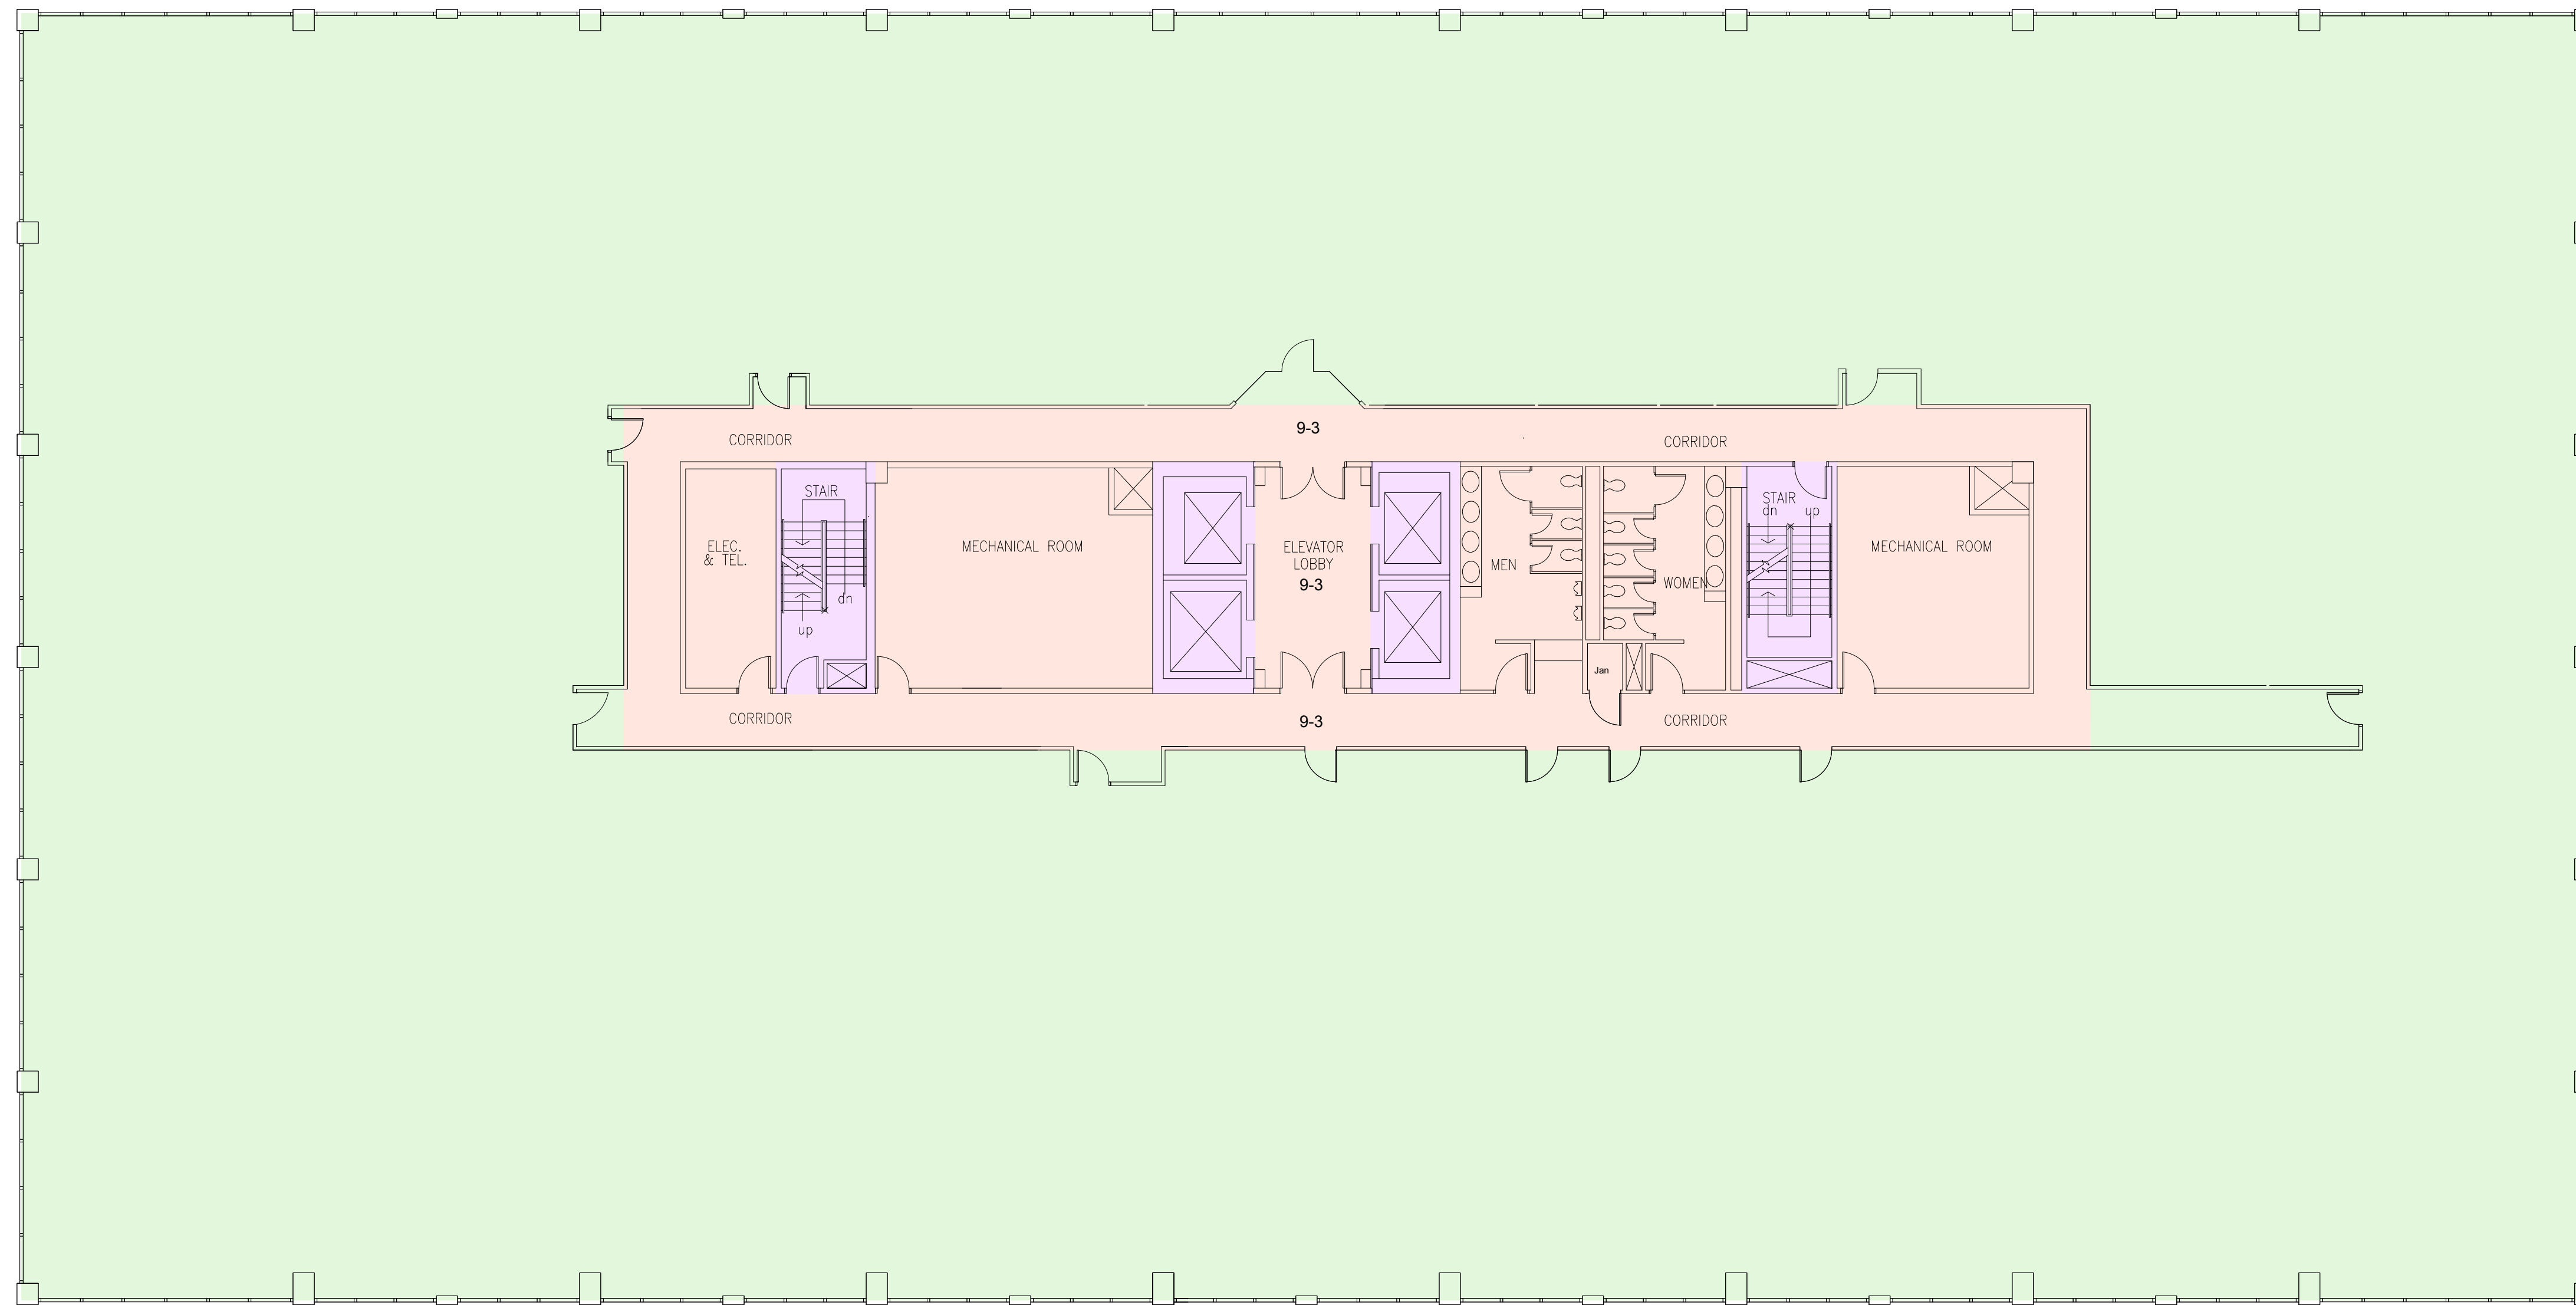 9-3
CORRIDOR
CORRIDOR
STAIR
STAIR
dn
up
ELEC.
& TEL.
MECHANICAL ROOM
ELEVATOR
LOBBY
9-3
MEN
WOMEN
MECHANICAL ROOM
dn
up
Jan
CORRIDOR
9-3
CORRIDOR